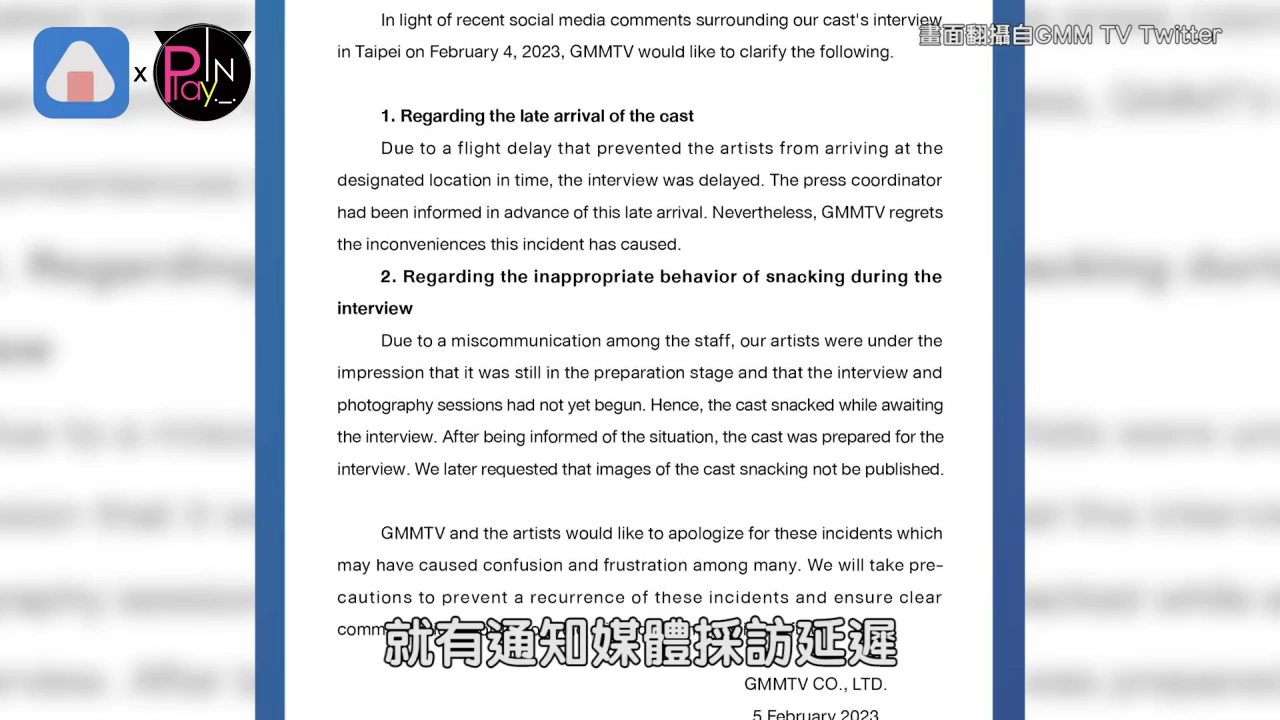 In light of recent social media comments surrounding our cast's interview
畫面翻攝自GMM TV Twitter
in Taipei on February 4, 2023, GMMTV would like to clarify the following.
x
PlayIN
1. Regarding the late arrival of the cast
Due to a flight delay that prevented the artists from arriving at the
designated location in time, the interview was delayed. The press coordinator
had been informed in advance of this late arrival. Nevertheless, GMMTV regrets
the inconveniences this incident has caused.
2. Regarding the inappropriate behavior of snacking during the
interview
Due to a miscommunication among the staff, our artists were under the
impression that it was still in the preparation stage and that the interview and
photography sessions had not yet begun. Hence, the cast snacked while awaiting
the interview. After being informed of the situation, the cast was prepared for the
interview. We later requested that images of the cast snacking not be published.
GMMTV and the artists would like to apologize for these incidents which
may have caused confusion and frustration among many. We will take pre-
cautions to prevent a recurrence of these incidents and ensure clear
就有通知媒體採訪延遲
GMMTV CO., LTD.
5 February 2023